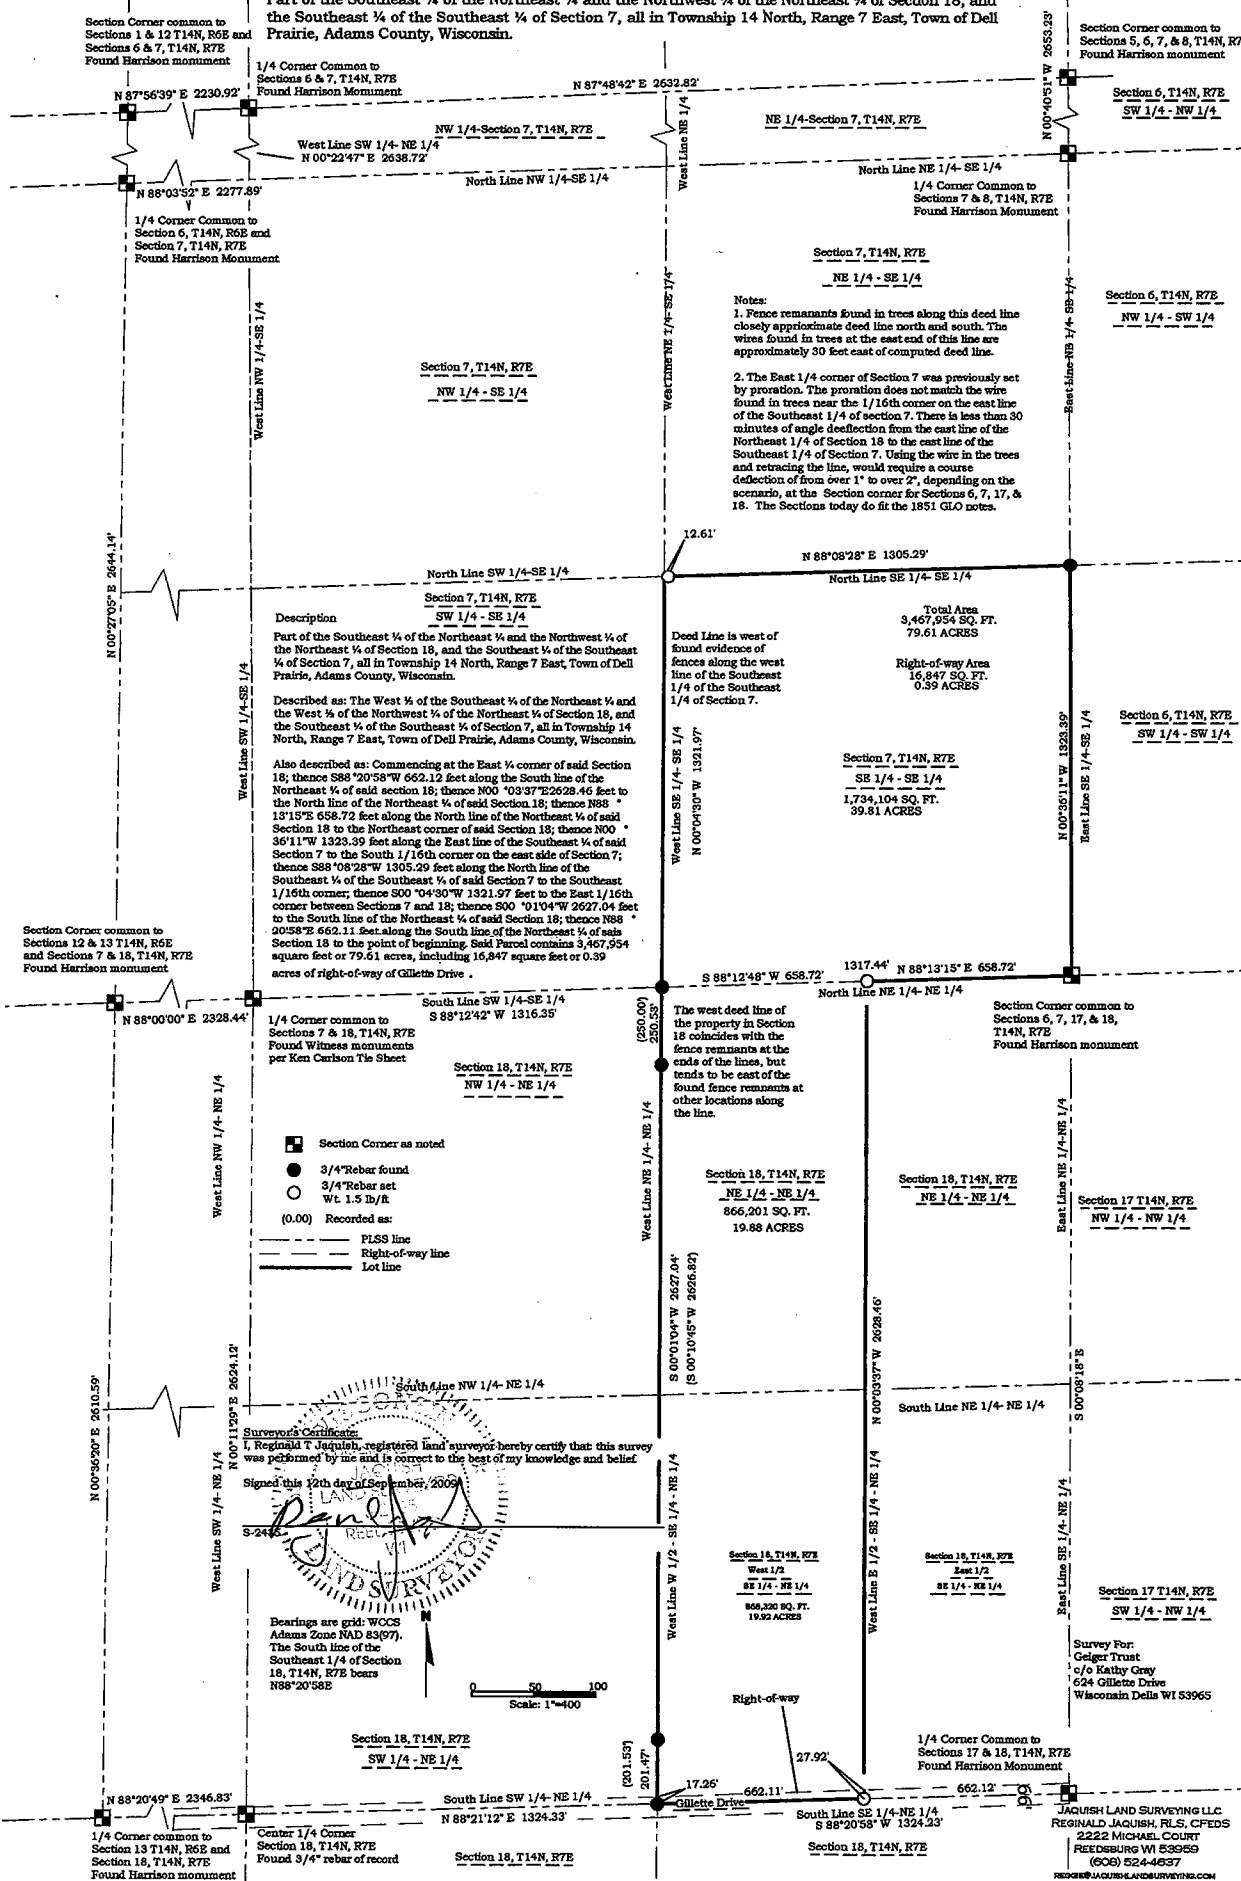 Part of the Southeast ¼ of the Northeast ¼ and the Northwest ¼ of the Northeast ¼ of Section 18, and
the Southeast ¼ of the Southeast ¼ of Section 7, all in Township 14 North, Range 7 East, Town of Dell
Prairie, Adams County, Wisconsin.
Section Corner common to
Sections 1 & 12 T14N, R6E and
Sections 6 & 7, T14N, R7E
Found Harrison monument
1/4 Corner Common to
Sections 6 & 7, T14N, R7E
Found Harrison Monument
Section Corner common to
Sections 5, 6, 7, & 8, T14N, R7
Found Harrison monument
N 87°56'39" E 2230.92'
N 87°48'42" E 2632.82'
N 00°40'51" W 2653.23'
Section 6, T14N, R7E
SW 1/4 - NW 1/4
NW 1/4-Section 7, T14N, R7E
NE 1/4-Section 7, T14N, R7E
West Line SW 1/4- NE 1/4
N 00°22'47" E 2638.72'
West Line NE 1/4
North Line NW 1/4-SE 1/4
North Line NE 1/4- SE 1/4
N 88°03'52" E 2277.89'
1/4 Corner Common to
Section 6, T14N, R6E and
Section 7, T14N, R7E
Found Harrison Monument
1/4 Corner Common to
Sections 7 & 8, T14N, R7E
Found Harrison Monument
Section 7, T14N, R7E
NE 1/4 - SE 1/4
Section 6, T14N, R7E
NW 1/4 - SW 1/4
West Line NW 1/4-SE 1/4
West Line NE 1/4- SE 1/4
East Line NE 1/4- SE 1/4
Section 7, T14N, R7E
NW 1/4 - SE 1/4
Notes:
1. Fence remanants found in trees along this deed line
closely apprioximate deed line north and south. The
wires found in trees at the east end of this line are
approximately 30 feet east of computed deed line.
2. The East 1/4 corner of Section 7 was previously set
by proration. The proration does not match the wire
found in trees near the 1/16th corner on the east line
of the Southeast 1/4 of section 7. There is less than 30
minutes of angle deeflection from the east line of the
Northeast 1/4 of Section 18 to the east line of the
Southeast 1/4 of Section 7. Using the wire in the trees
and retracing the line, would require a course
deflection of from over 1° to over 2°, depending on the
scenario, at the Section corner for Sections 6, 7, 17, &
18. The Sections today do fit the 1851 GLO notes.
12.61'
N 88°08'28" E 1305.29'
North Line SW 1/4-SE 1/4
North Line SE 1/4- SE 1/4
N 00°27'05" E 2644.14'
Section 7, T14N, R7E
SW 1/4 - SE 1/4
Total Area
3,467,954 SQ. FT.
79.61 ACRES
Right-of-way Area
16,847 SQ. FT.
0.39 ACRES
Deed Line is west of
found evidence of
fences along the west
line of the Southeast
1/4 of the Southeast
1/4 of Section 7.
Description
Part of the Southeast ¼ of the Northeast ¼ and the Northwest ¼ of
the Northeast ¼ of Section 18, and the Southeast ¼ of the Southeast
¼ of Section 7, all in Township 14 North, Range 7 East, Town of Dell
Prairie, Adams County, Wisconsin.
Described as: The West ½ of the Southeast ¼ of the Northeast ¼ and
the West ½ of the Northwest ¼ of the Northeast ¼ of Section 18, and
the Southeast ¼ of the Southeast ¼ of Section 7, all in Township 14
North, Range 7 East, Town of Dell Prairie, Adams County, Wisconsin.
Also described as: Commencing at the East ¼ corner of said Section
18; thence S88°20'58"W 662.12 feet along the South line of the
Northeast ¼ of said section 18; thence N00 °03'37"E2628.46 feet to
the North line of the Northeast ¼ of said Section 18; thence N88 °
13'15"E 658.72 feet along the North line of the Northeast ¼ of said
Section 18 to the Northeast corner of said Section 18; thence N00 °
36'11"W 1323.39 feet along the East line of the Southeast ¼ of said
Section 7 to the South 1/16th corner on the east side of Section 7;
thence S88°08'28"W 1305.29 feet along the North line of the
Southeast ¼ of the Southeast ¼ of said Section 7 to the Southeast
1/16th corner; thence S00 °04'30"W 1321.97 feet to the East 1/16th
corner between Sections 7 and 18; thence S00 °01'04"W 2627.04 feet
to the South line of the Northeast ¼ of said Section 18; thence N88 °
20'58"E 662.11 feet along the South line of the Northeast ¼ of sais
Section 18 to the point of beginning. Said Parcel contains 3,467,954
square feet or 79.61 acres, including 16,847 square feet or 0.39
acres of right-of-way of Gillette Drive .
West Line SW 1/4-SE 1/4
West Line SE 1/4- SE 1/4
N 00°04'30" W 1321.97'
Section 7, T14N, R7E
SE 1/4 - SE 1/4
1,734,104 SQ. FT.
39.81 ACRES
N 00°36'11" W 1323.39'
East Line SE 1/4-SE 1/4
Section 6, T14N, R7E
SW 1/4 - SW 1/4
Section Corner common to
Sections 12 & 13 T14N, R6E
and Sections 7 & 18, T14N, R7E
Found Harrison monument
N 88°00'00" E 2328.44'
South Line SW 1/4-SE 1/4
S 88°12'42" W 1316.35'
S 88°12'48" W 658.72'
1317.44'
N 88°13'15" E 658.72'
North Line NE 1/4- NE 1/4
1/4 Corner Common to
Sections 7 & 18, T14N, R7E
Found Witness monuments
per Ken Carlson Tie Sheet
(250.00)
250.53'
The west deed line of
the property in Section
18 coincides with the
fence remnants at the
ends of the lines, but
tends to be east of the
found fence remnants at
other locations along
the line.
Section Corner common to
Sections 6, 7, 17, & 18,
T14N, R7E
Found Harrison monument
Section 18, T14N, R7E
NW 1/4 - NE 1/4
West Line NW 1/4- NE 1/4
West Line NE 1/4- NE 1/4
East Line NE 1/4-NE 1/4
Section Corner as noted
3/4"Rebar found
3/4"Rebar set
Wt. 1.5 lb/ft
(0.00) Recorded as:
PLSS line
Right-of-way line
Lot line
Section 18, T14N, R7E
NE 1/4 - NE 1/4
866,201 SQ. FT.
19.88 ACRES
Section 18, T14N, R7E
NE 1/4 - NE 1/4
Section 17 T14N, R7E
NW 1/4 - NW 1/4
S 00°01'04" W 2627.04'
(S 00°10'45" W 2626.82')
N 00°03'37" W 2628.46'
S 00°08'18"E
N 00°36'20" E 2610.59'
N 00°11'29" E 2624.12'
South Line NW 1/4- NE 1/4
South Line NE 1/4- NE 1/4
Surveyor's Certificate:
I, Reginald T Jaquish, registered land surveyor hereby certify that this survey
was performed by me and is correct to the best of my knowledge and belief
Signed this 12th day of September, 2009
LAND SURVEYOR
West Line SW 1/4- NE 1/4
West Line W 1/2 - SE 1/4 - NE 1/4
West Line E 1/2 - SE 1/4 - NE 1/4
East Line SE 1/4- NE 1/4
Section 18, T14N, R7E
West 1/2
SE 1/4 - NE 1/4
868,320 SQ. FT.
19.92 ACRES
Section 18, T14N, R7E
East 1/2
SE 1/4 - NE 1/4
Section 17 T14N, R7E
SW 1/4 - NW 1/4
Bearings are grid: WCCS
Adams Zone NAD 83(97).
The South line of the
Southeast 1/4 of Section
18, T14N, R7E bears
N88°20'58E
N
0 50 100
Scale: 1"=400
Survey For:
Geiger Trust
c/o Kathy Gray
624 Gillette Drive
Wisconsin Dells WI 53965
Right-of-way
Section 18, T14N, R7E
SW 1/4 - NE 1/4
(201.53')
201.47'
27.92'
1/4 Corner Common to
Sections 17 & 18, T14N, R7E
Found Harrison Monument
N 88°20'49" E 2346.83'
South Line SW 1/4- NE 1/4
N 88°21'12" E 1324.33'
17.26'
Gillette Drive
662.11'
662.12'
66'
South Line SE 1/4-NE 1/4
S 88°20'58" W 1324.23'
1/4 Corner common to
Section 13 T14N, R6E and
Section 18, T14N, R7E
Found Harrison monument
Center 1/4 Corner
Section 18, T14N, R7E
Found 3/4" rebar of record
Section 18, T14N, R7E
Section 18, T14N, R7E
JAQUISH LAND SURVEYING LLC
REGINALD JAQUISH, RLS, CFEDS
2222 MICHAEL COURT
REEDSBURG WI 53959
(608) 524-4637
REGGIE@JAQUISHLANDSURVEYING.COM